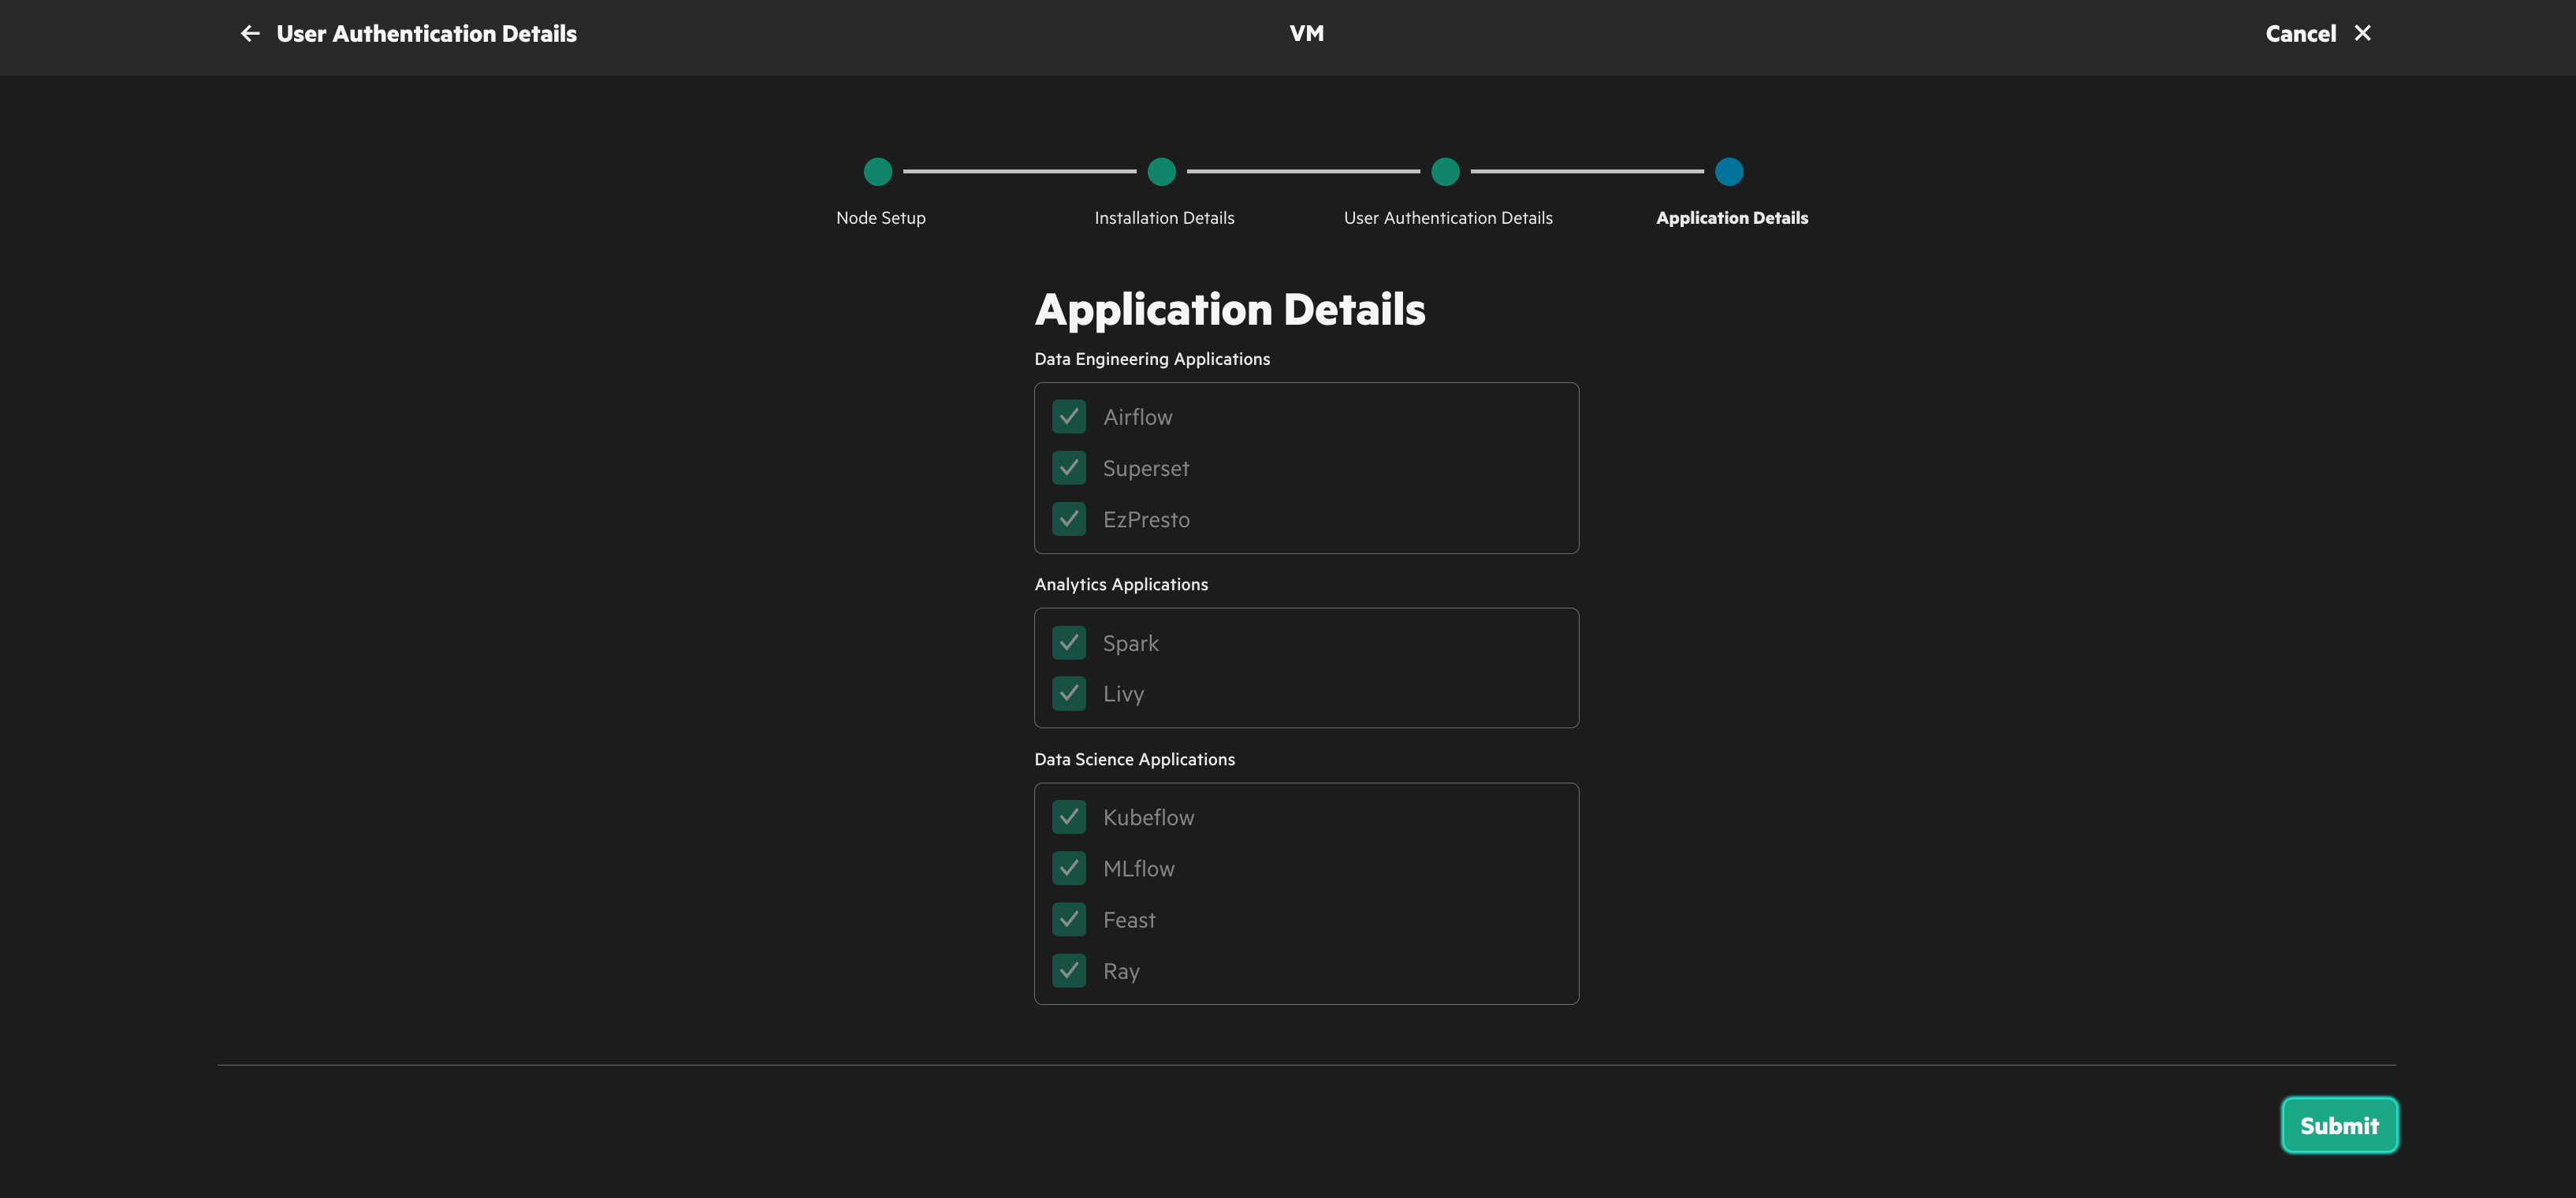 User Authentication Details
VM
Cancel
Node Setup
Installation Details
User Authentication Details
Application Details
Application Details
Data Engineering Applications
Airflow
Superset
EzPresto
Analytics Applications
Spark
Livy
Data Science Applications
Kubeflow
MLflow
Feast
Ray
Submit